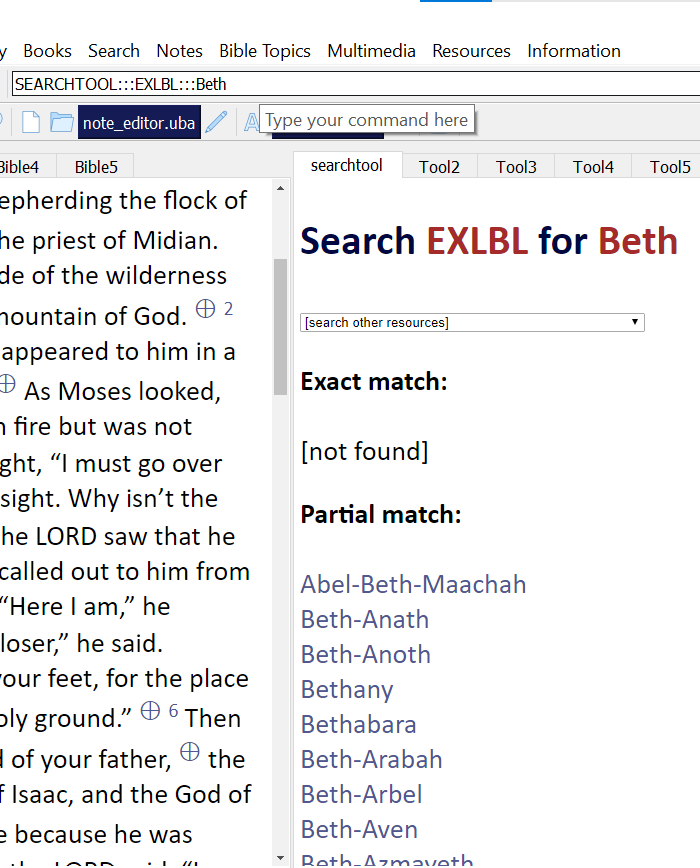 y Books Search Notes Bible Topics Multimedia Resources Information
SEARCHTOOL:::EXLBL:::Beth
note_editor.uba
Type your command here
Bible4 Bible5
epherding the flock of
he priest of Midian.
de of the wilderness
nountain of God. 2
appeared to him in a
As Moses looked,
n fire but was not
ght, “I must go over
sight. Why isn’t the
he LORD saw that he
called out to him from
“Here I am,” he
loser,” he said.
your feet, for the place
oly ground.” 6 Then
d of your father, the
f Isaac, and the God of
e because he was
searchtool Tool2 Tool3 Tool4 Tool5
Search EXLBL for Beth
[search other resources]
Exact match:
[not found]
Partial match:
Abel-Beth-Maachah
Beth-Anath
Beth-Anoth
Bethany
Bethabara
Beth-Arabah
Beth-Arbel
Beth-Aven
Beth-Azmaveth